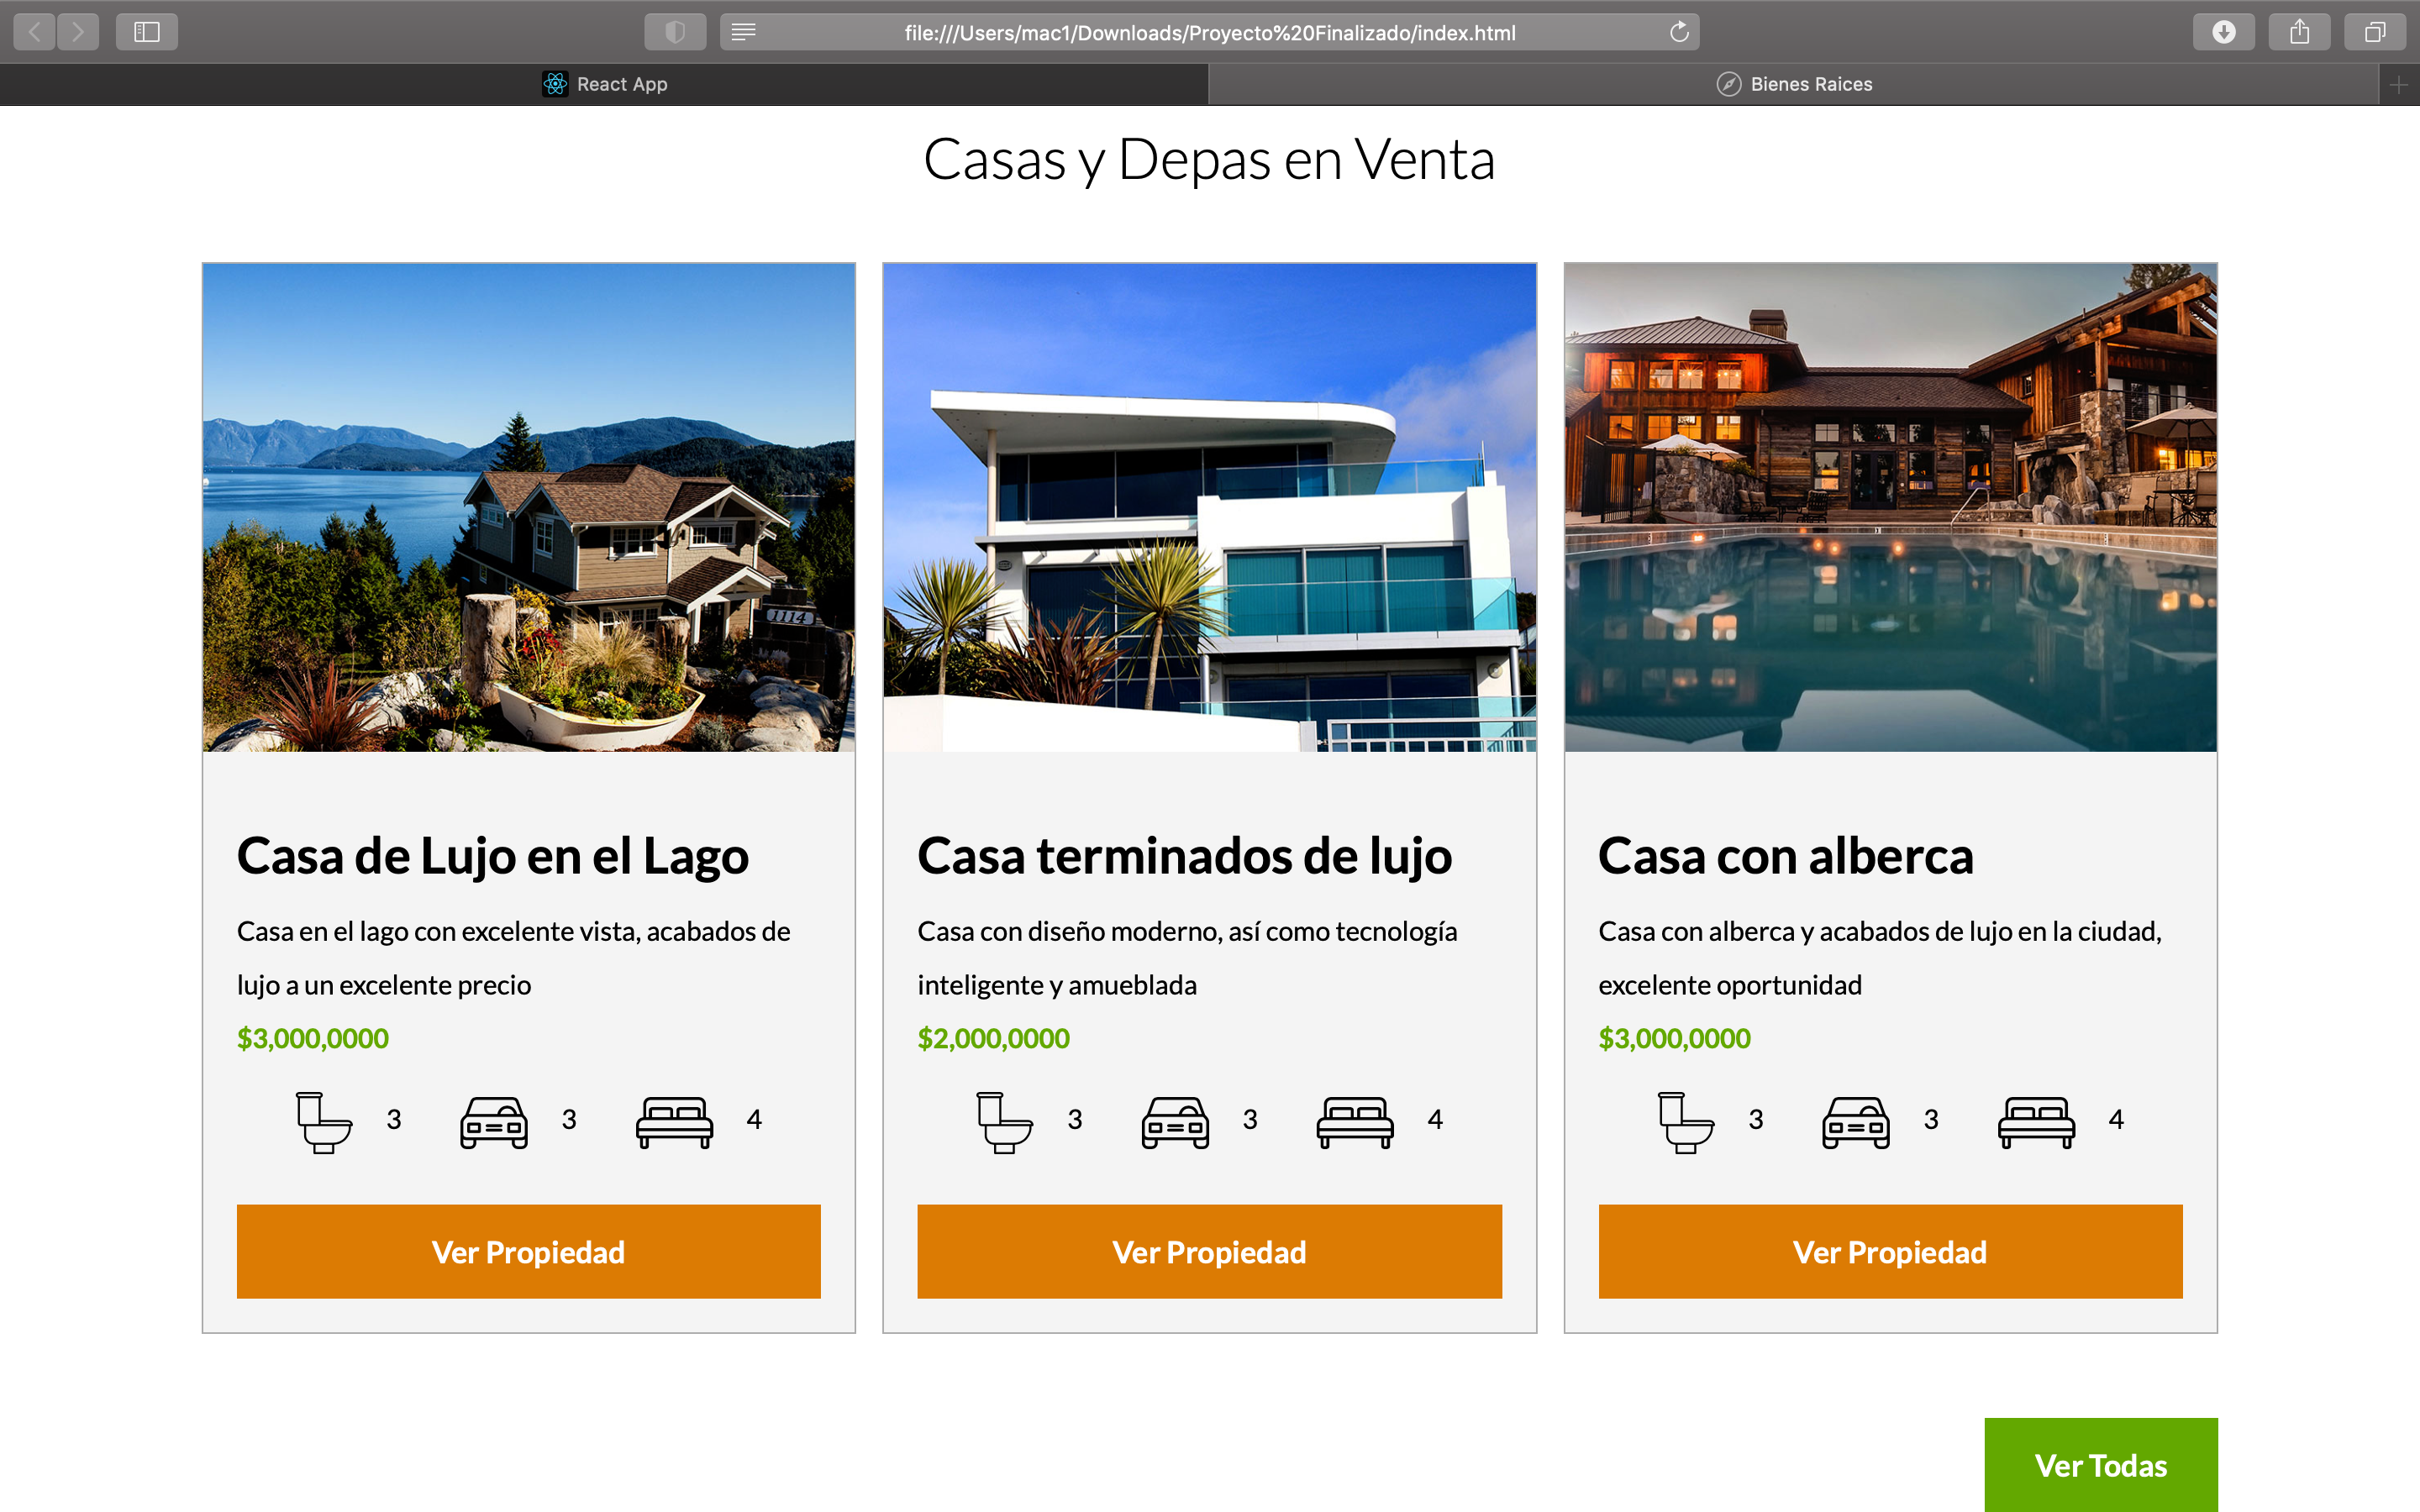 file:///Users/mac1/Downloads/Proyecto%20Finalizado/index.html
React App
Bienes Raices
Casas y Depas en Venta
1114
Casa de Lujo en el Lago
Casa en el lago con excelente vista, acabados de
lujo a un excelente precio
$3,000,0000
3 3 4
Ver Propiedad
Casa terminados de lujo
Casa con diseño moderno, así como tecnología
inteligente y amueblada
$2,000,0000
3 3 4
Ver Propiedad
Casa con alberca
Casa con alberca y acabados de lujo en la ciudad,
excelente oportunidad
$3,000,0000
3 3 4
Ver Propiedad
Ver Todas